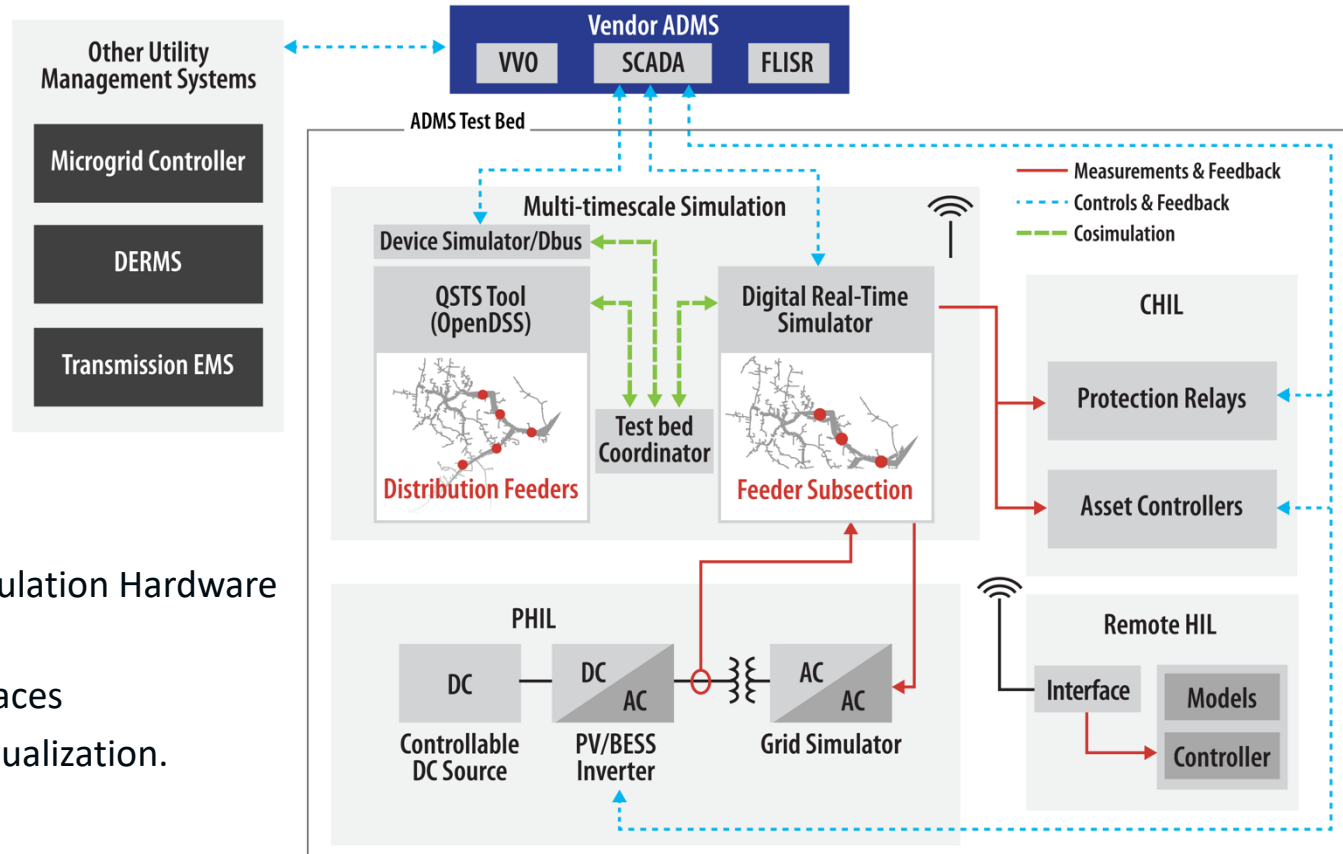 Other Utility
Management Systems
Microgrid Controller
DERMS
Transmission EMS
Vendor ADMS
VVO
SCADA
FLISR
ADMS Test Bed
Measurements & Feedback
Controls & Feedback
Cosimulation
Multi-timescale Simulation
Device Simulator/Dbus
QSTS Tool
(OpenDSS)
Distribution Feeders
Test bed
Coordinator
Digital Real-Time
Simulator
Feeder Subsection
CHIL
Protection Relays
Asset Controllers
PHIL
DC
Controllable
DC Source
DC
AC
PV/BESS
Inverter
AC
AC
Grid Simulator
Remote HIL
Interface
Models
Controller
ulation Hardware
aces
ualization.